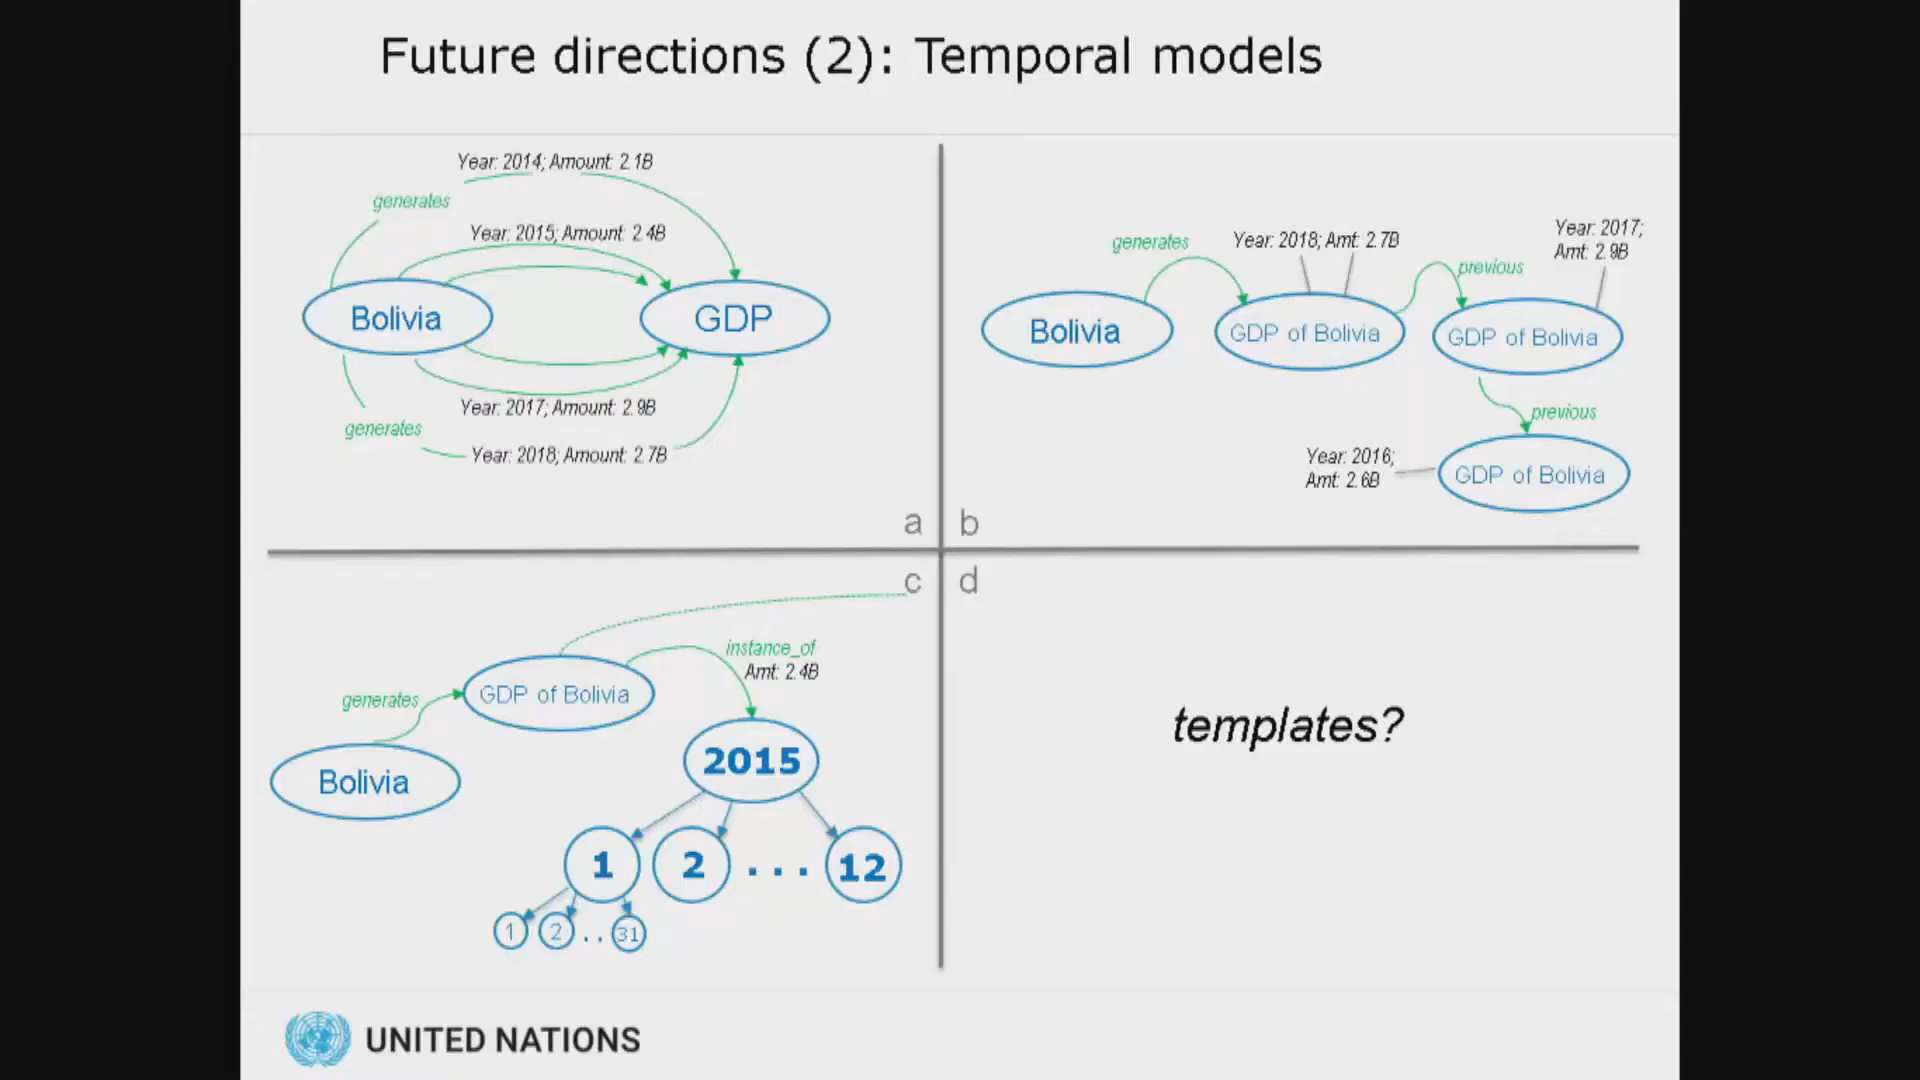 Future directions (2): Temporal models
Year: 2014; Amount: 2.1B
generates
Year: 2015; Amount: 2.4B
Bolivia
GDP
Year: 2017; Amount: 2.9B
generates
Year: 2018; Amount: 2.7B
a
generates
Year: 2018; Amt: 2.7B
Year: 2017;
Amt: 2.9B
previous
Bolivia
GDP of Bolivia
GDP of Bolivia
previous
Year: 2016;
Amt: 2.6B
GDP of Bolivia
b
c
instance_of
Amt: 2.4B
generates
GDP of Bolivia
Bolivia
2015
1 2 ... 12
1 2 .. 31
d
templates?
UNITED NATIONS